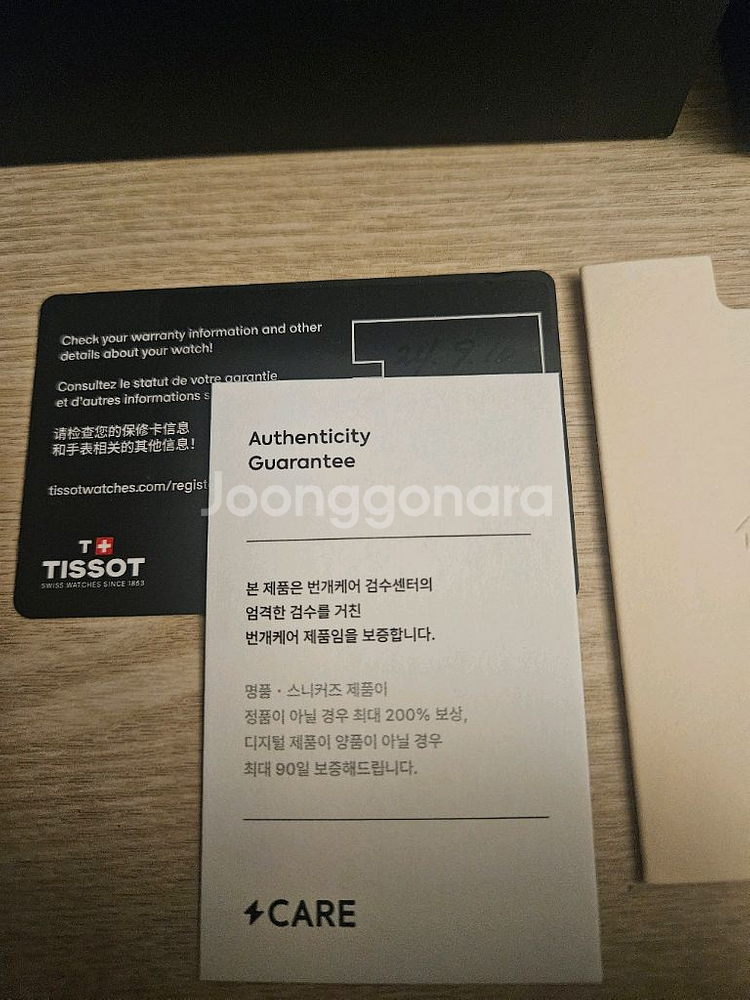 Check your warranty information and other
details about your watch!
Consultez le statut de votre garantie
et d'autres informations s
请检查您的保修卡信息
和手表相关的其他信息!
tissotwatches.com/regist
T+
TISSOT
SWISS WATCHES SINCE 1853
Authenticity
Guarantee
Joonggonara
본 제품은 번개케어 검수센터의
엄격한 검수를 거친
번개케어 제품임을 보증합니다.
명품 · 스니커즈 제품이
정품이 아닐 경우 최대 200% 보상,
디지털 제품이 양품이 아닐 경우
최대 90일 보증해드립니다.
CARE